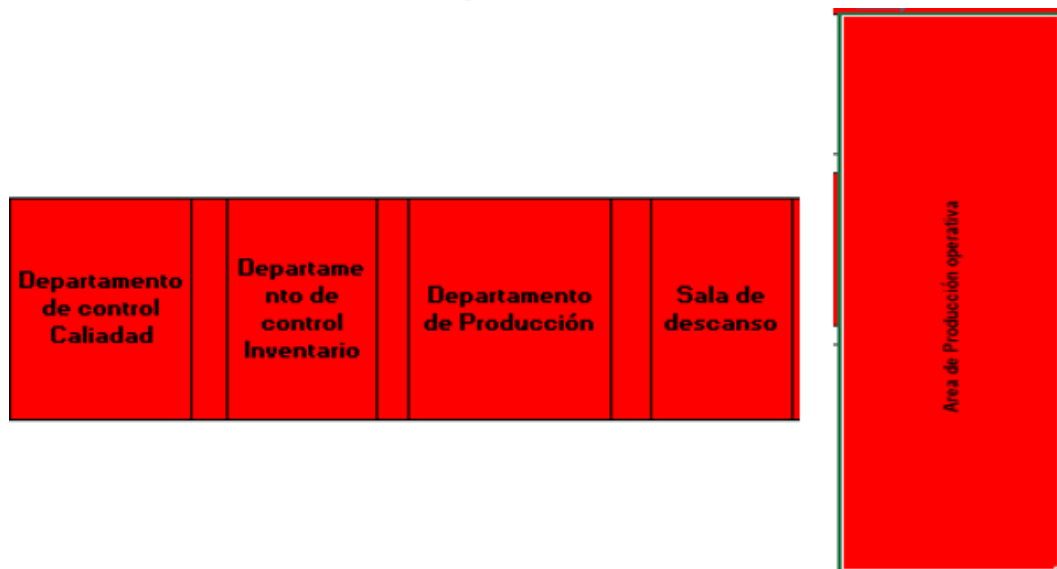 Departamento
de control
Caliadad
Departame
nto de
control
Inventario
Departamento
de Producción
Sala de
descanso
Area de Producción operativa